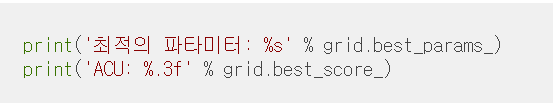 print('최적의 파타미터: %s' % grid.best_params_)
print('ACU: %.3f' % grid.best_score_)